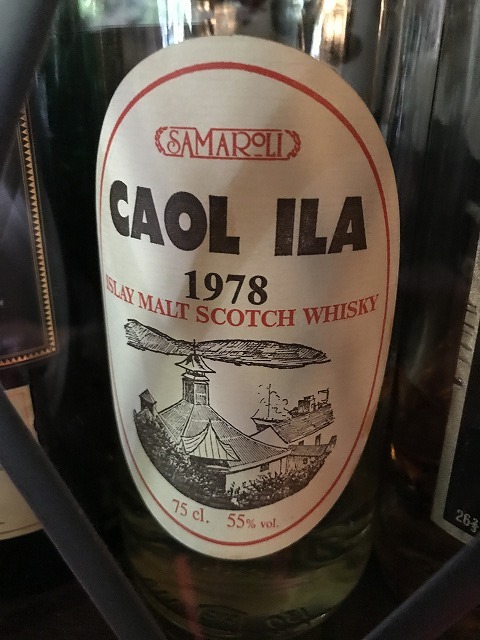 SAMAROLI
CAOL ILA
1978
ISLAY MALT SCOTCH WHISKY
75 cl. 55% vol.